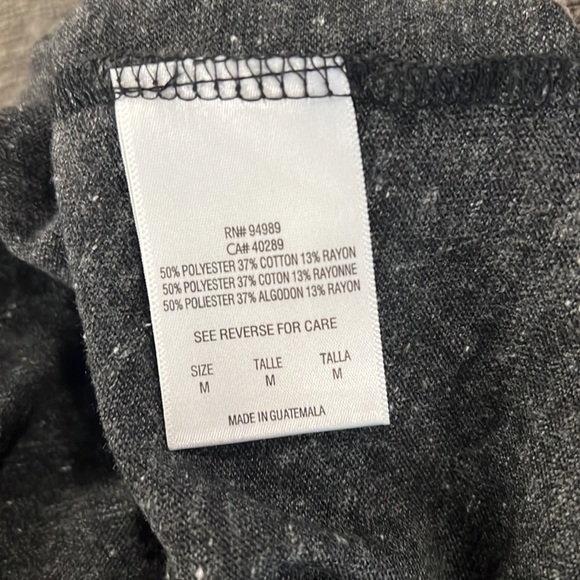 RN# 94989
CA# 40289
50% POLYESTER 37% COTTON 13% RAYON
50% POLYESTER 37% COTON 13% RAYONNE
50% POLIESTER 37% ALGODON 13% RAYON
SEE REVERSE FOR CARE
SIZE TALLE TALLA
M M M
MADE IN GUATEMALA